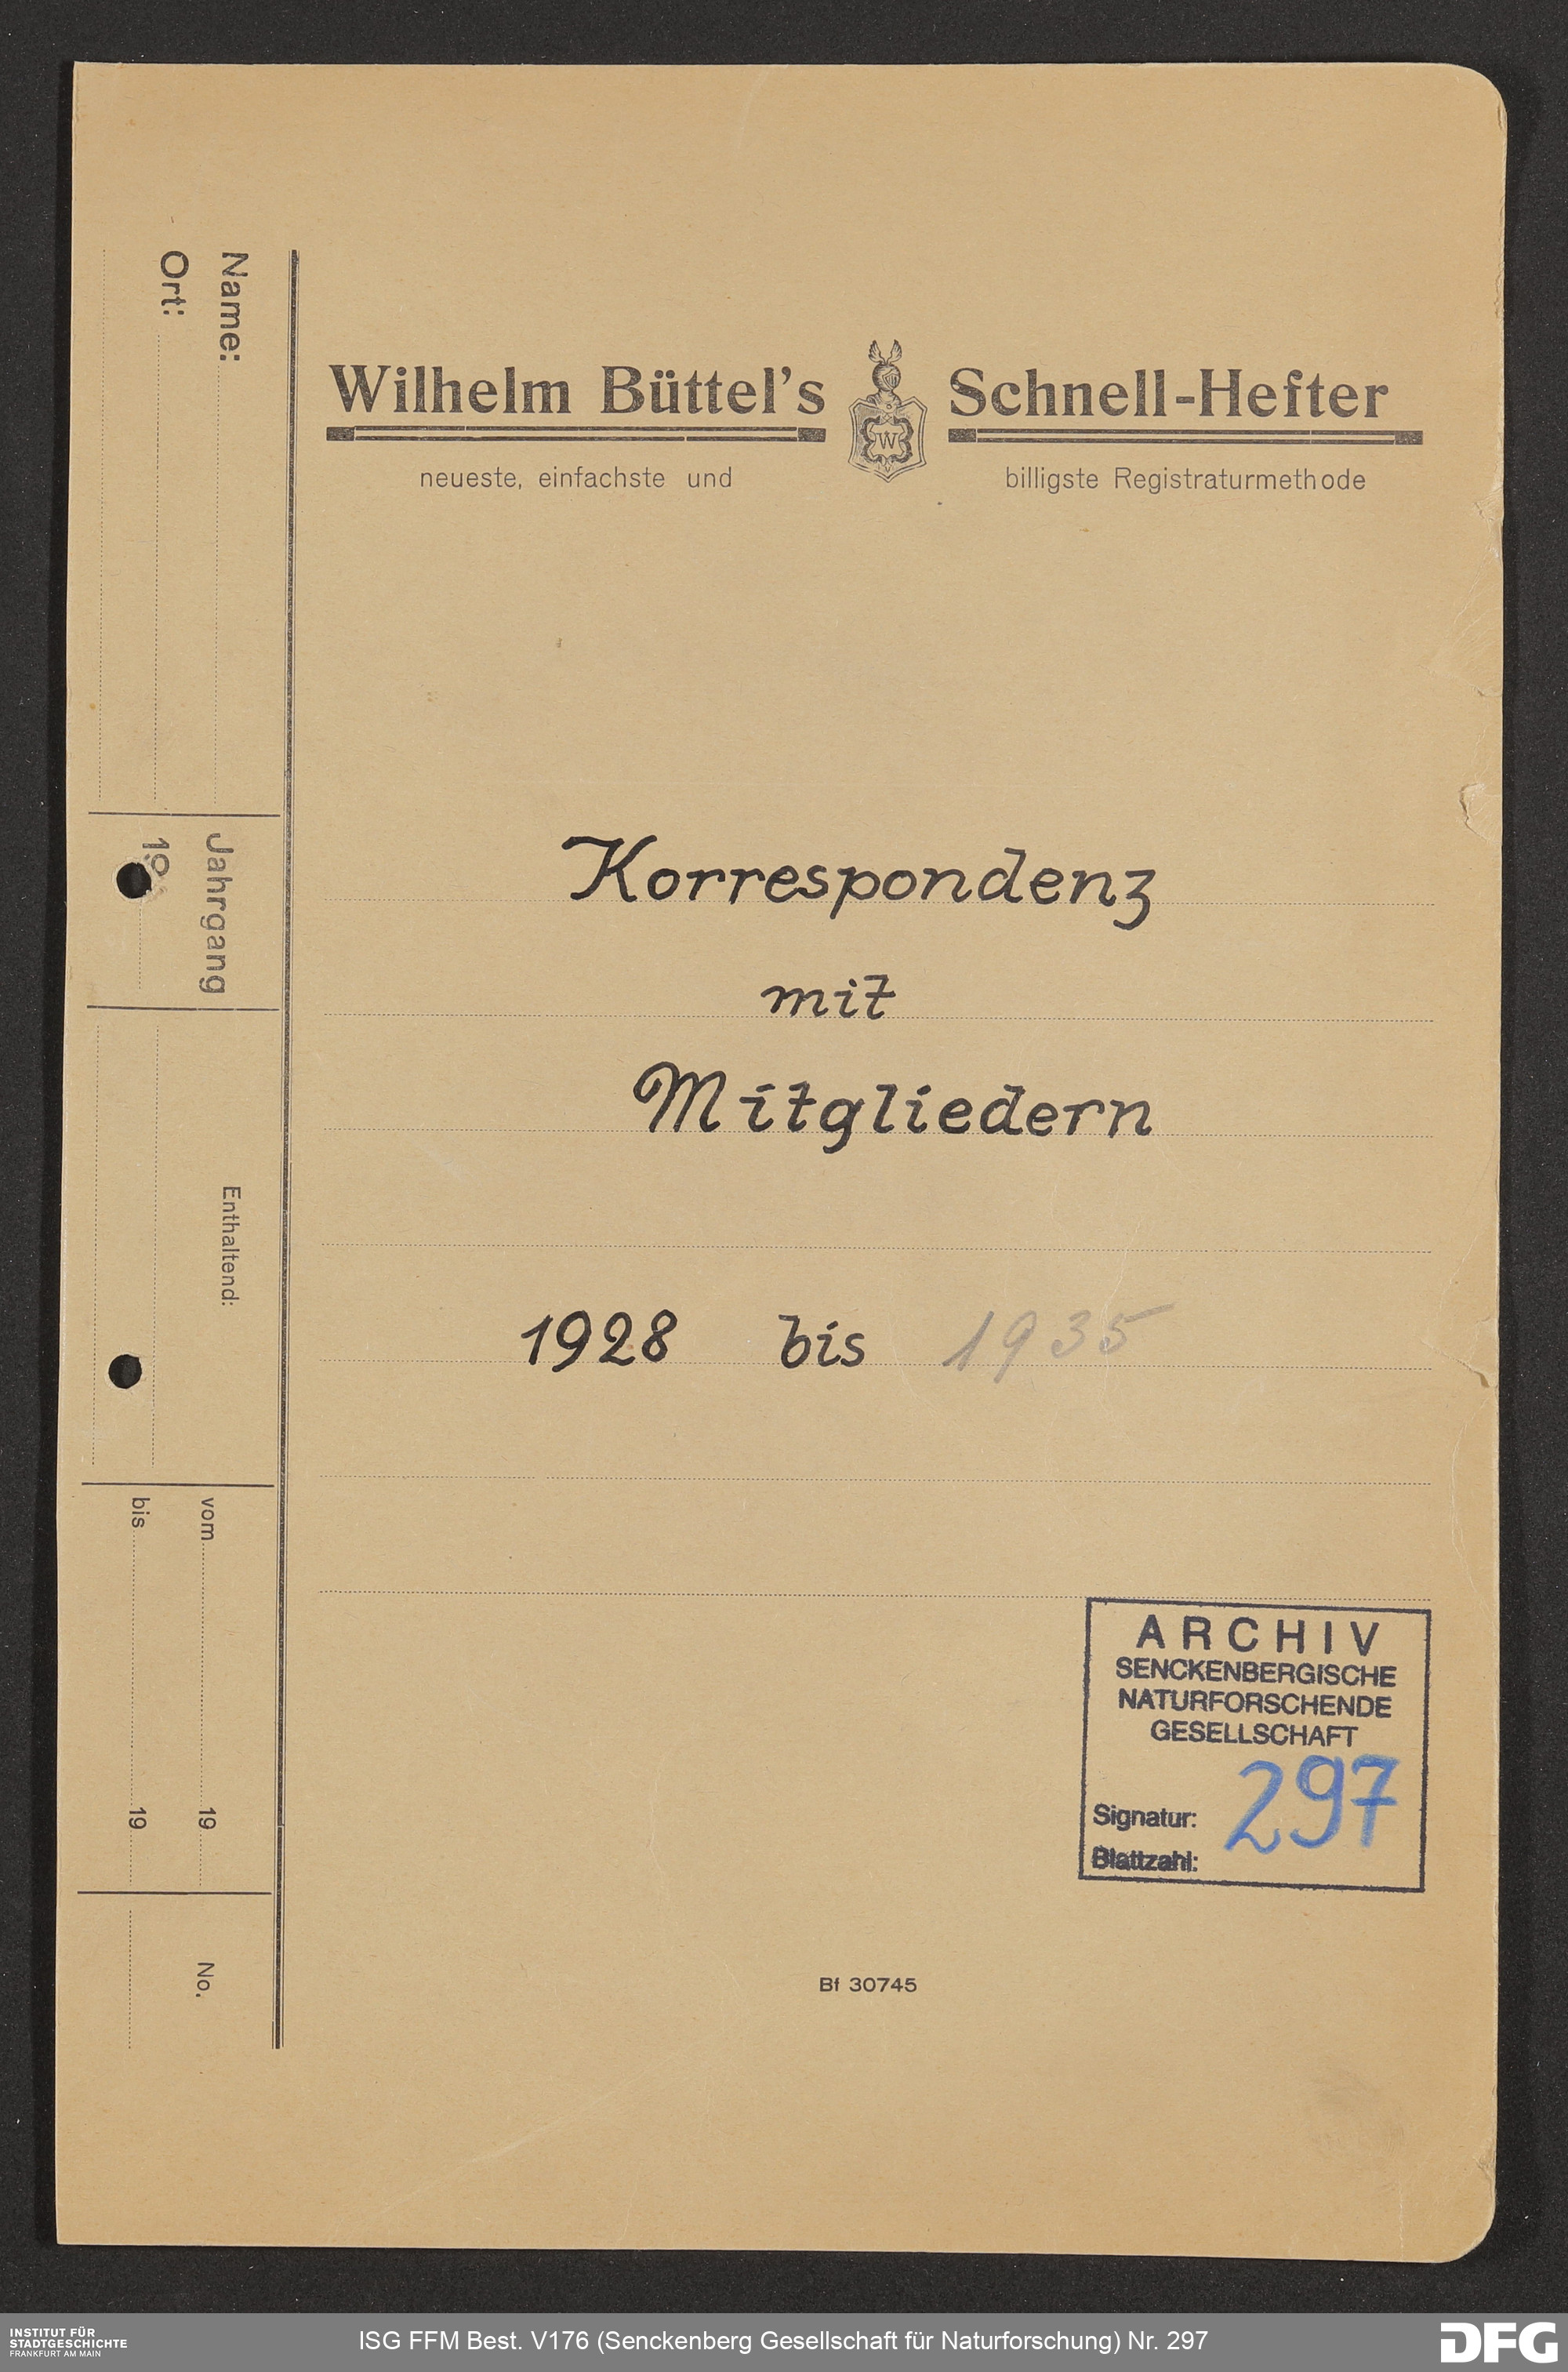 Name:
Ort:
Jahrgang
19
Enthaltend:
vom 19
bis 19
No.
Wilhelm Büttel's W Schnell-Hefter
neueste, einfachste und billigste Registraturmethode
Korrespondenz
mit
Mitgliedern
1928 bis 1935
ARCHIV
SENCKENBERGISCHE
NATURFORSCHENDE
GESELLSCHAFT
Signatur: 297
Blattzahl:
Bf 30745
INSTITUT FÜR
STADTGESCHICHTE
FRANKFURT AM MAIN
ISG FFM Best. V176 (Senckenberg Gesellschaft für Naturforschung) Nr. 297
DFG